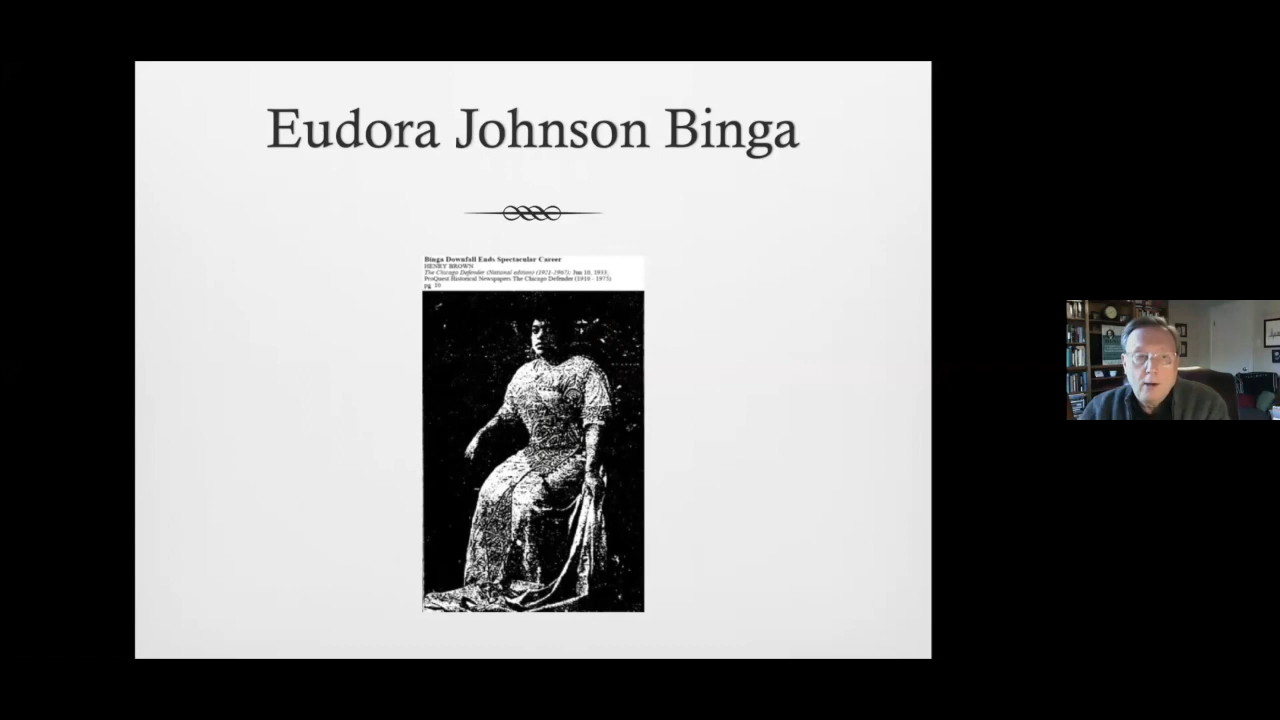 Eudora Johnson Binga
Binga Downfall Ends Spectacular Career
HENRY BROWN
The Chicago Defender (National edition) (1921-1967); Jun 10, 1933;
ProQuest Historical Newspapers The Chicago Defender (1910 - 1975)
pg. 10